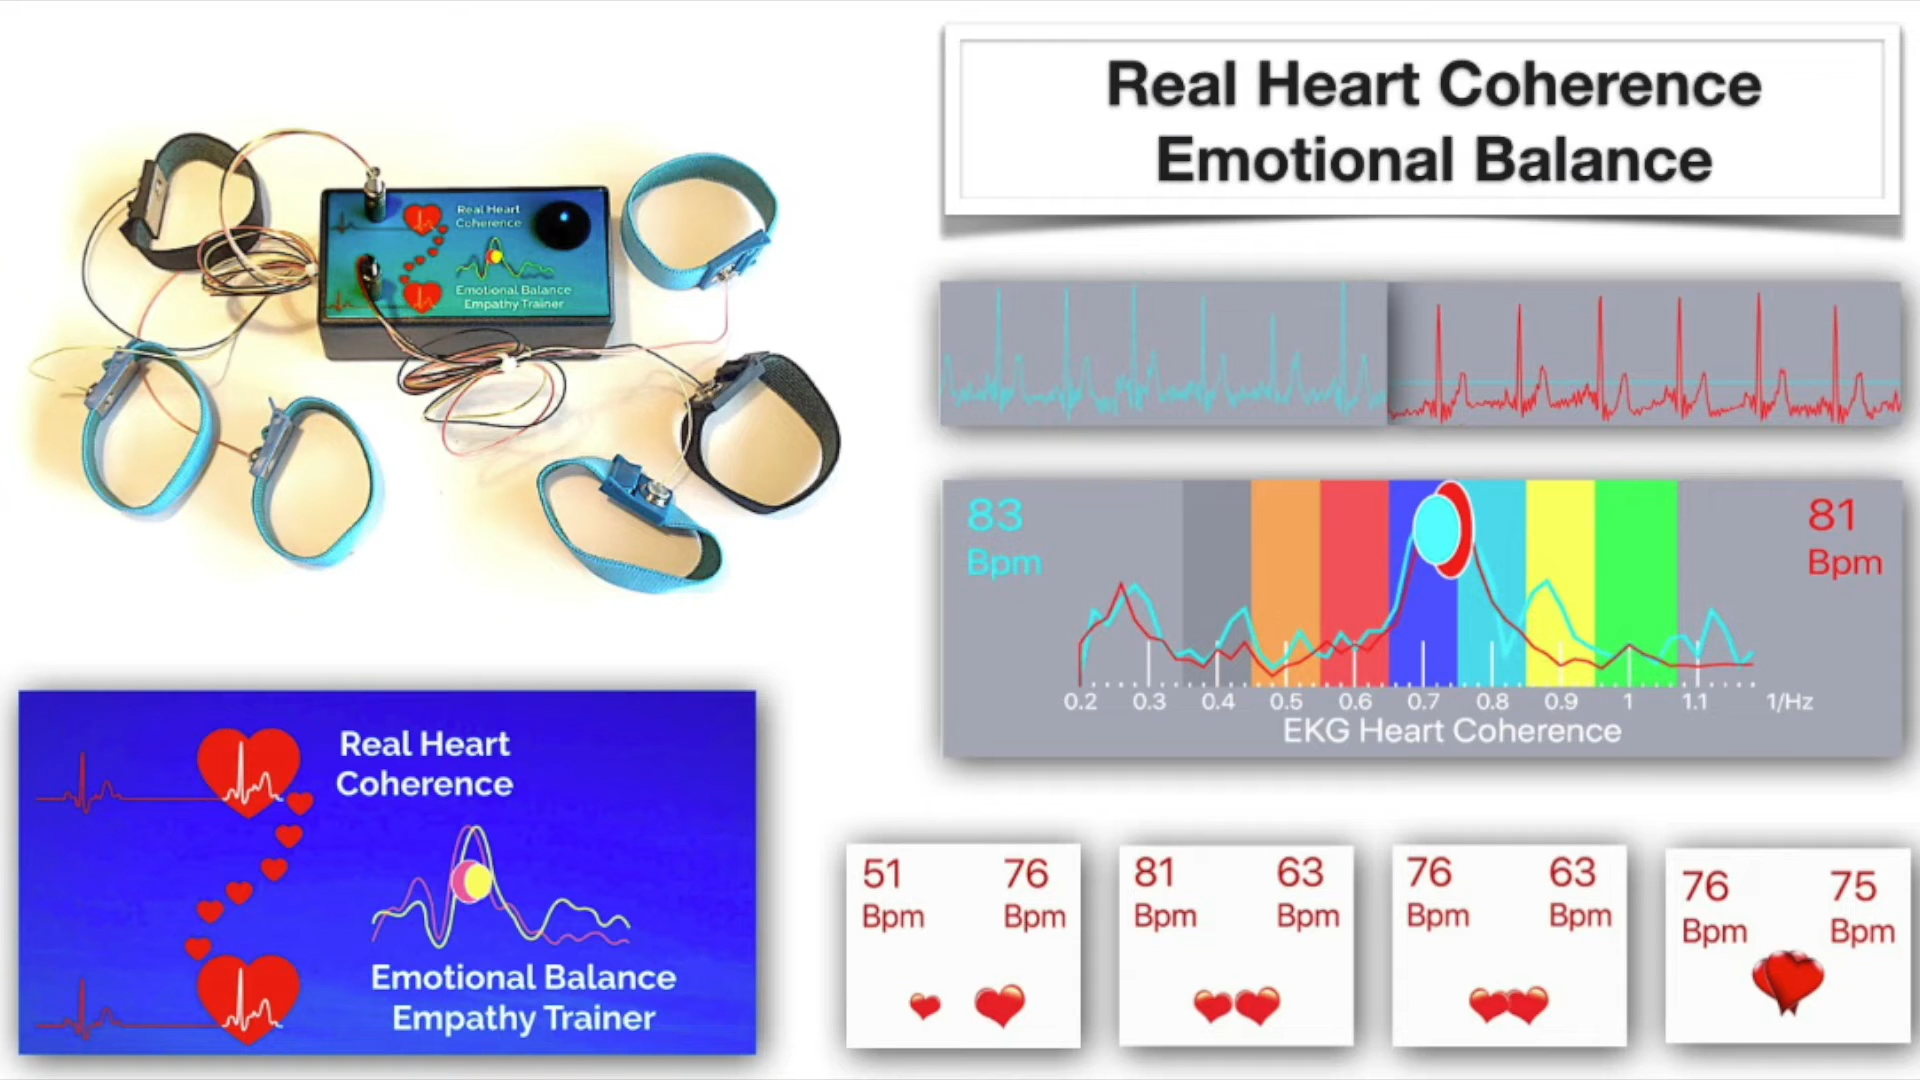 Real Heart Coherence
Emotional Balance
Real Heart
Coherence
Emotional Balance
Empathy Trainer
83
Bpm
81
Bpm
0.2 0.3 0.4 0.5 0.6 0.7 0.8 0.9 1 1.1 1/Hz
EKG Heart Coherence
Real Heart
Coherence
Emotional Balance
Empathy Trainer
51 76
Bpm Bpm
81 63
Bpm Bpm
76 63
Bpm Bpm
76 75
Bpm Bpm